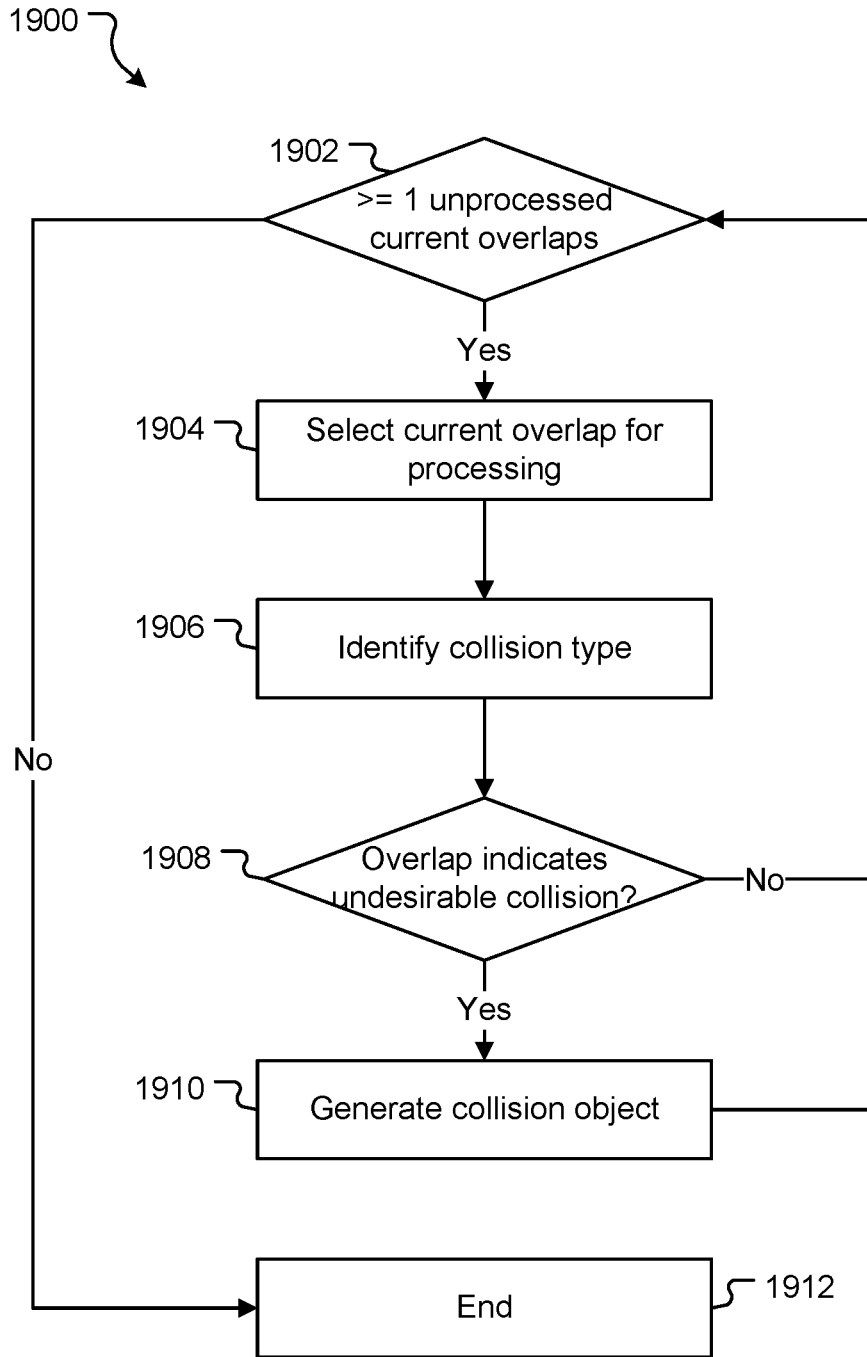 1900
1902
>= 1 unprocessed
current overlaps
Yes
1904
Select current overlap for
processing
1906
Identify collision type
No
1908
Overlap indicates
undesirable collision?
No
Yes
1910
Generate collision object
End
1912